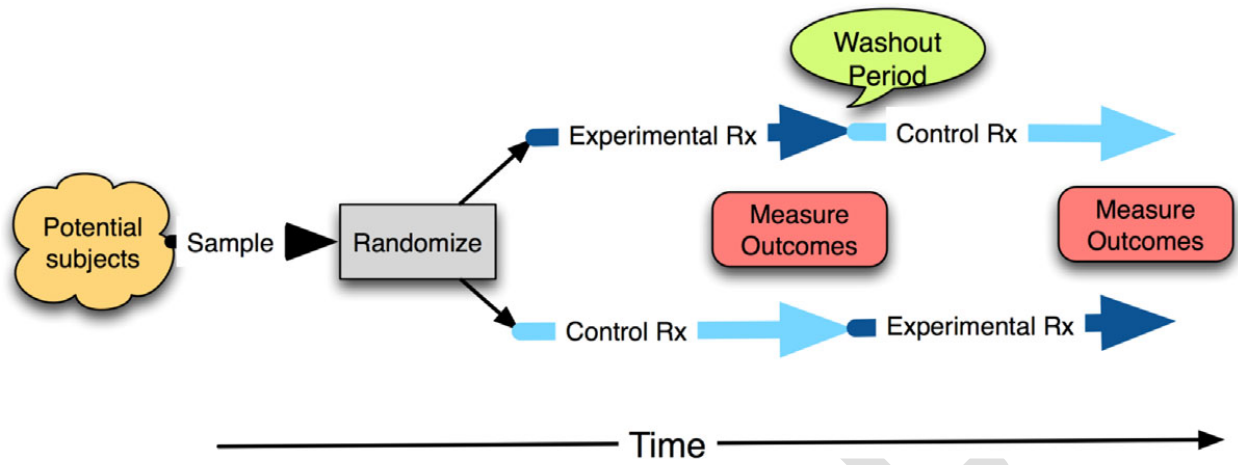 Washout
Period
Experimental Rx
Control Rx
Potential
subjects
Sample
Randomize
Measure
Outcomes
Measure
Outcomes
Control Rx
Experimental Rx
Time